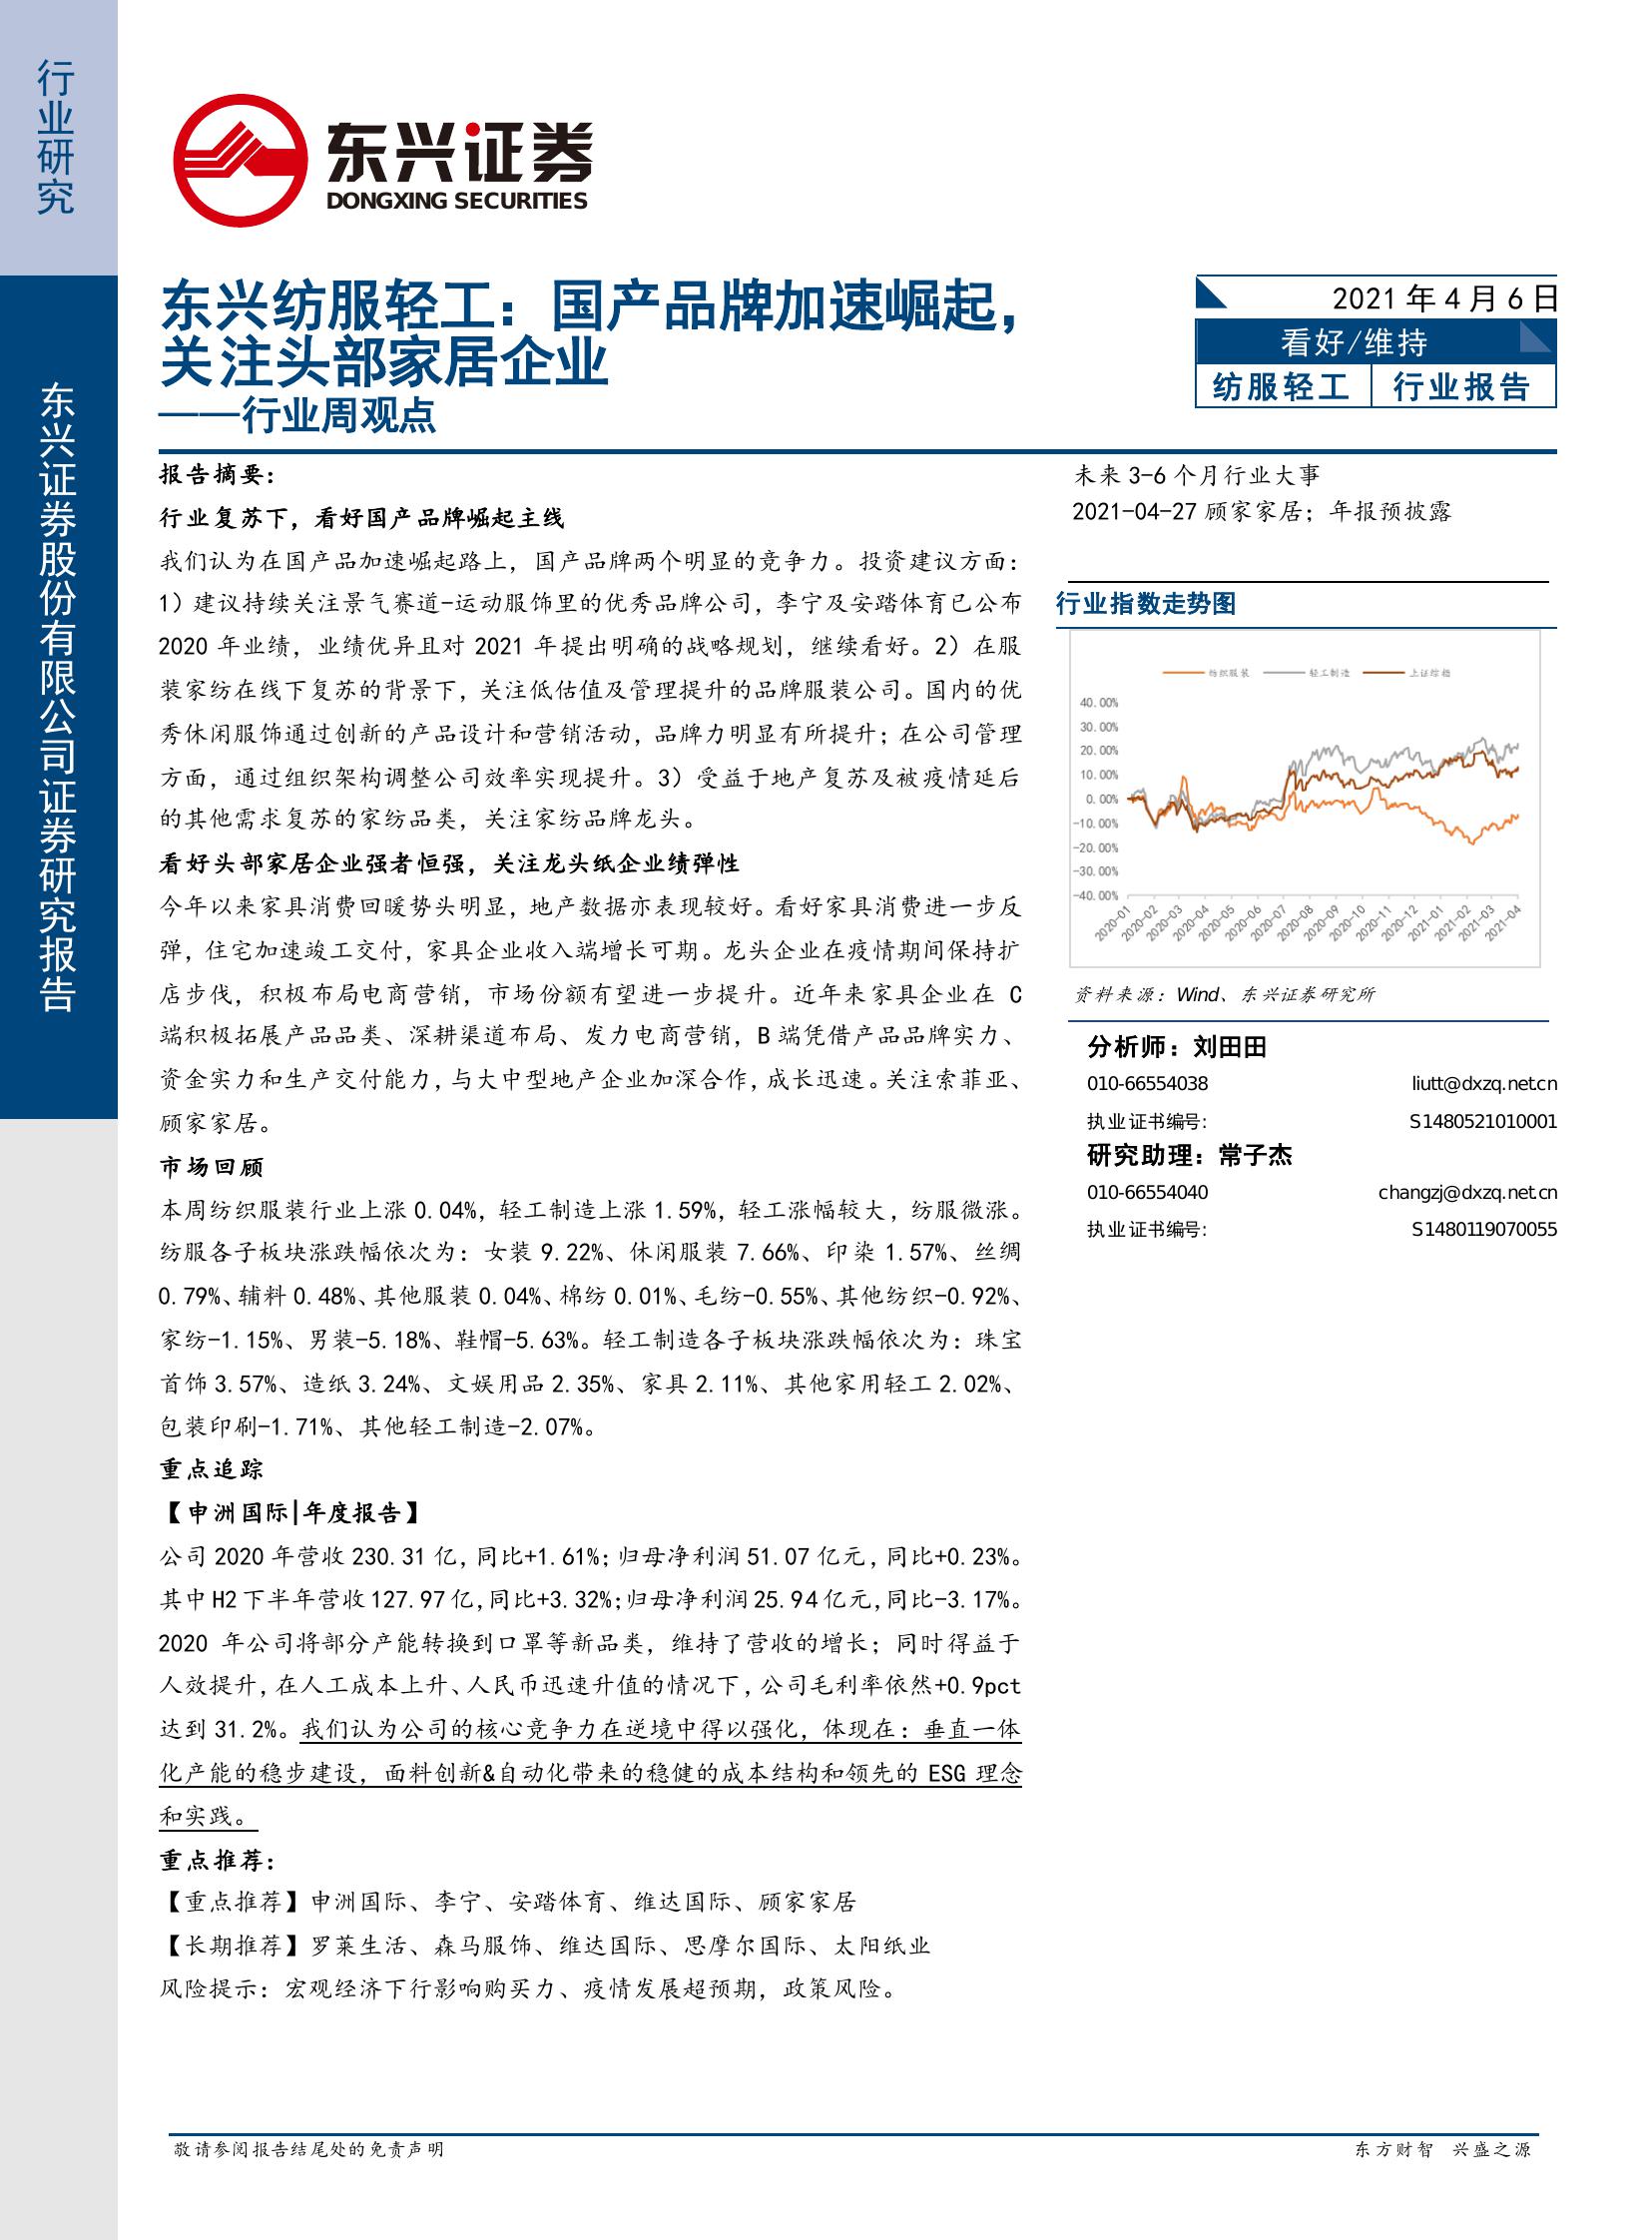 行业研究
东兴证券股份有限公司证券研究报告
东兴证券
DONGXING SECURITIES
东兴纺服轻工：国产品牌加速崛起，
关注头部家居企业
——行业周观点
2021 年 4 月 6 日
看好/维持
纺服轻工 行业报告
报告摘要：
行业复苏下，看好国产品牌崛起主线
我们认为在国产品加速崛起路上，国产品牌两个明显的竞争力。投资建议方面：
1）建议持续关注景气赛道-运动服饰里的优秀品牌公司，李宁及安踏体育已公布
2020 年业绩，业绩优异且对 2021 年提出明确的战略规划，继续看好。2）在服
装家纺在线下复苏的背景下，关注低估值及管理提升的品牌服装公司。国内的优
秀休闲服饰通过创新的产品设计和营销活动，品牌力明显有所提升；在公司管理
方面，通过组织架构调整公司效率实现提升。3）受益于地产复苏及被疫情延后
的其他需求复苏的家纺品类，关注家纺品牌龙头。
看好头部家居企业强者恒强，关注龙头纸企业绩弹性
今年以来家具消费回暖势头明显，地产数据亦表现较好。看好家具消费进一步反
弹，住宅加速竣工交付，家具企业收入端增长可期。龙头企业在疫情期间保持扩
店步伐，积极布局电商营销，市场份额有望进一步提升。近年来家具企业在 C
端积极拓展产品品类、深耕渠道布局、发力电商营销，B 端凭借产品品牌实力、
资金实力和生产交付能力，与大中型地产企业加深合作，成长迅速。关注索菲亚、
顾家家居。
市场回顾
本周纺织服装行业上涨 0.04%，轻工制造上涨 1.59%，轻工涨幅较大，纺服微涨。
纺服各子板块涨跌幅依次为：女装 9.22%、休闲服装 7.66%、印染 1.57%、丝绸
0.79%、辅料 0.48%、其他服装 0.04%、棉纺 0.01%、毛纺-0.55%、其他纺织-0.92%、
家纺-1.15%、男装-5.18%、鞋帽-5.63%。轻工制造各子板块涨跌幅依次为：珠宝
首饰 3.57%、造纸 3.24%、文娱用品 2.35%、家具 2.11%、其他家用轻工 2.02%、
包装印刷-1.71%、其他轻工制造-2.07%。
重点追踪
【申洲国际|年度报告】
公司 2020 年营收 230.31 亿，同比+1.61%；归母净利润 51.07 亿元，同比+0.23%。
其中 H2 下半年营收 127.97 亿，同比+3.32%；归母净利润 25.94 亿元，同比-3.17%。
2020 年公司将部分产能转换到口罩等新品类，维持了营收的增长；同时得益于
人效提升，在人工成本上升、人民币迅速升值的情况下，公司毛利率依然+0.9pct
达到 31.2%。我们认为公司的核心竞争力在逆境中得以强化，体现在：垂直一体
化产能的稳步建设，面料创新&自动化带来的稳健的成本结构和领先的 ESG 理念
和实践。
重点推荐：
【重点推荐】申洲国际、李宁、安踏体育、维达国际、顾家家居
【长期推荐】罗莱生活、森马服饰、维达国际、思摩尔国际、太阳纸业
风险提示：宏观经济下行影响购买力、疫情发展超预期，政策风险。
未来 3-6 个月行业大事
2021-04-27 顾家家居；年报预披露
行业指数走势图
纺织服装 轻工制造 上证综指
40.00%
30.00%
20.00%
10.00%
0.00%
-10.00%
-20.00%
-30.00%
-40.00%
2020-01 2020-02 2020-03 2020-04 2020-05 2020-06 2020-07 2020-08 2020-09 2020-10 2020-11 2020-12 2021-01 2021-02 2021-03 2021-04
资料来源：Wind、东兴证券研究所
分析师：刘田田
010-66554038 liutt@dxzq.net.cn
执业证书编号: S1480521010001
研究助理：常子杰
010-66554040 changzj@dxzq.net.cn
执业证书编号: S1480119070055
敬请参阅报告结尾处的免责声明
东方财智 兴盛之源